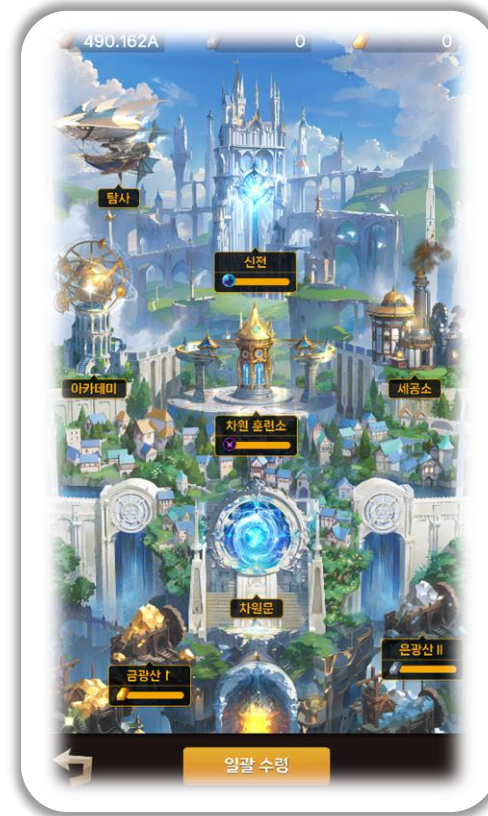 490.162A 0 0
탐사
신전
아카데미
세공소
차원 훈련소
차원문
은광산 II
금광산 I
일괄 수령